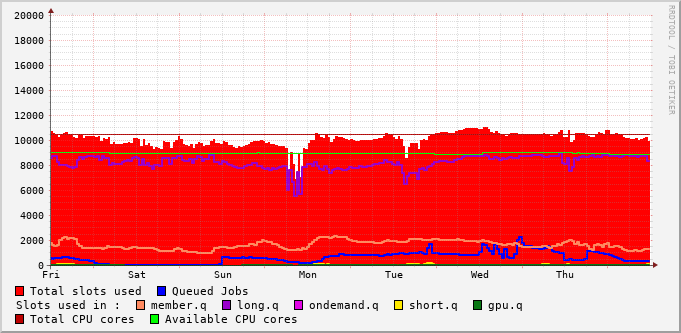 20000
18000
16000
14000
12000
10000
8000
6000
4000
2000
0
Fri Sat Sun Mon Tue Wed Thu
RRDTOOL / TOBI OETIKER
Total slots used Queued Jobs
Slots used in : member.q long.q ondemand.q short.q gpu.q
Total CPU cores Available CPU cores